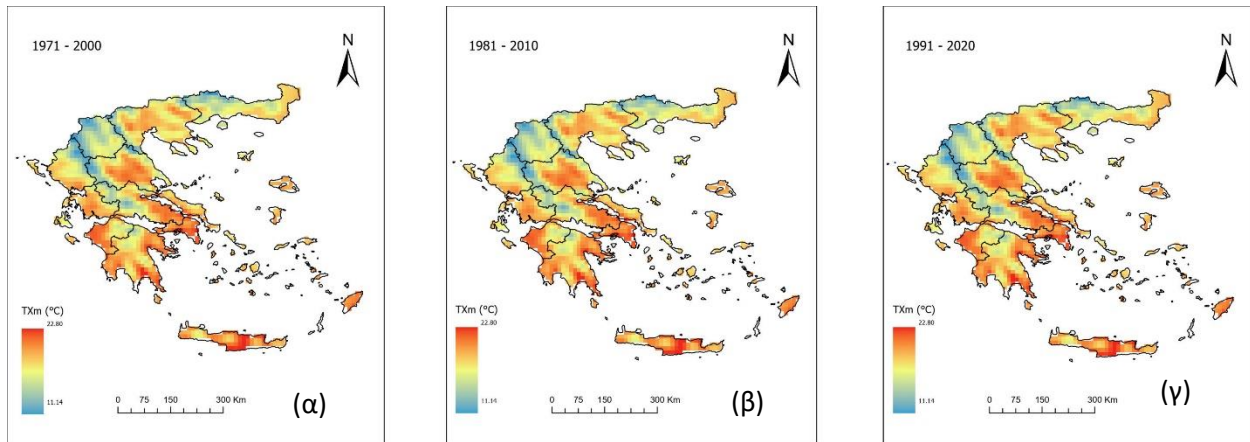 1971 - 2000
N
TXm (°C)
22.80
11.14
0 75 150 300 Km
(α)
1981 - 2010
N
TXm (°C)
22.80
11.14
0 75 150 300 Km
(β)
1991 - 2020
N
TXm (°C)
22.80
11.14
0 75 150 300 Km
(γ)